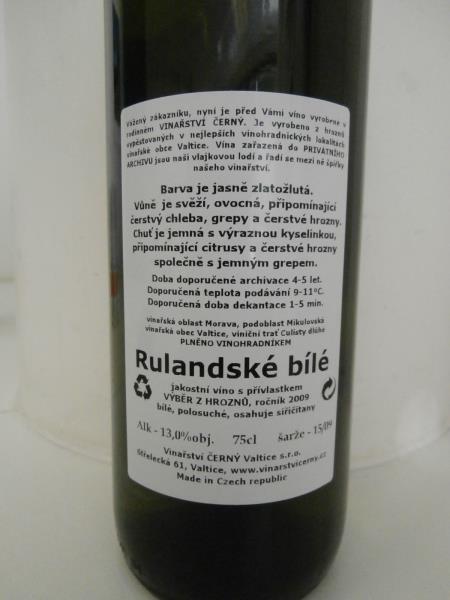 Vážený zákazníku, nyní je před Vámi víno vyrobené v
rodinném VINAŘSTVÍ ČERNÝ. Je vyrobeno z hroznů
vypěstovaných v nejlepších vinohradnických lokalitách
vinařské obce Valtice. Vína zařazená do PRIVÁTNÍHO
ARCHIVU jsou naši vlajkovou lodí a řadí se mezi ně špičky
našeho vinařství.
Barva je jasně zlatožlutá.
Vůně je svěží, ovocná, připomínající
čerstvý chleba, grepy a čerstvé hrozny.
Chuť je jemná s výraznou kyselinkou,
připomínající citrusy a čerstvé hrozny
společně s jemným grepem.
Doba doporučené archivace 4-5 let.
Doporučená teplota podávání 9-11°C.
Doporučená doba dekantace 1-5 min.
vinařská oblast Morava, podoblast Mikulovská
vinařská obec Valtice, viniční trať Culisty dlúhé
PLNĚNO VINOHRADNÍKEM
Rulandské bílé
jakostní víno s přívlastkem
VÝBĚR Z HROZNŮ, ročník 2009
bílé, polosuché, osahuje siřičitany
Alk - 13,0%obj. 75cl šarže - 15/09
Vinařství ČERNÝ Valtice s.r.o.
Střelecká 61, Valtice, www.vinarstvicerny.cz
Made in Czech republic